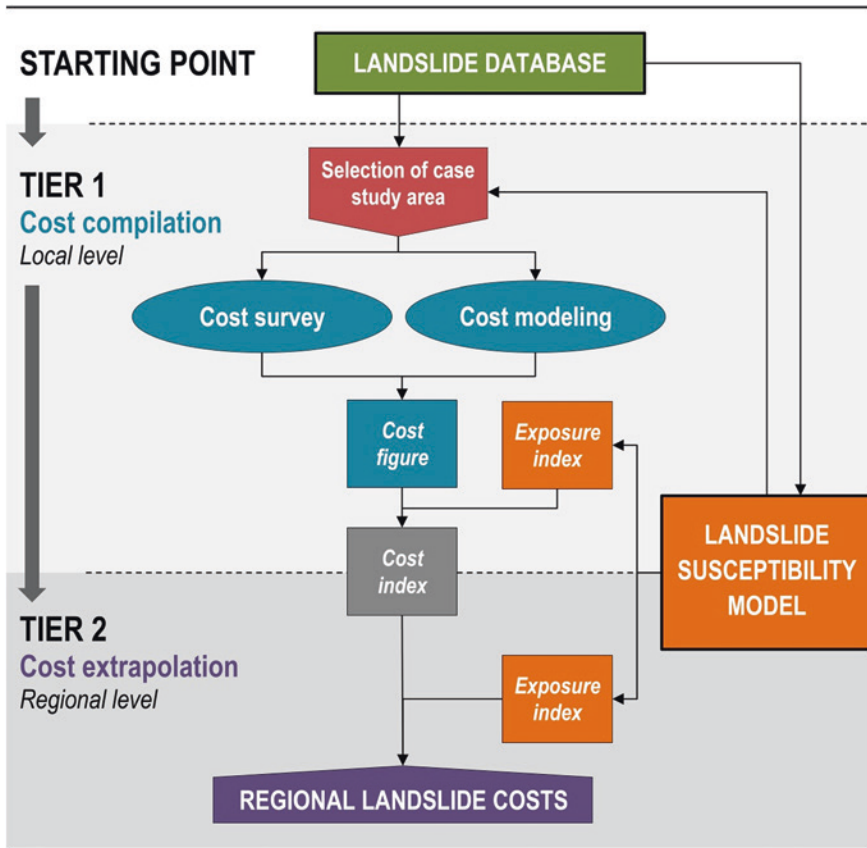 STARTING POINT
LANDSLIDE DATABASE
TIER 1
Cost compilation
Local level
Selection of case
study area
Cost survey
Cost modeling
Cost
figure
Exposure
index
Cost
index
LANDSLIDE
SUSCEPTIBILITY
MODEL
TIER 2
Cost extrapolation
Regional level
Exposure
index
REGIONAL LANDSLIDE COSTS